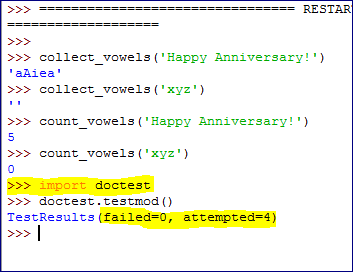 >>> ================================ RESTAR
===================
>>>
>>> collect_vowels('Happy Anniversary!')
'aAiea'
>>> collect_vowels('xyz')
''
>>> count_vowels('Happy Anniversary!')
5
>>> count_vowels('xyz')
0
>>> import doctest
>>> doctest.testmod()
TestResults(failed=0, attempted=4)
>>>